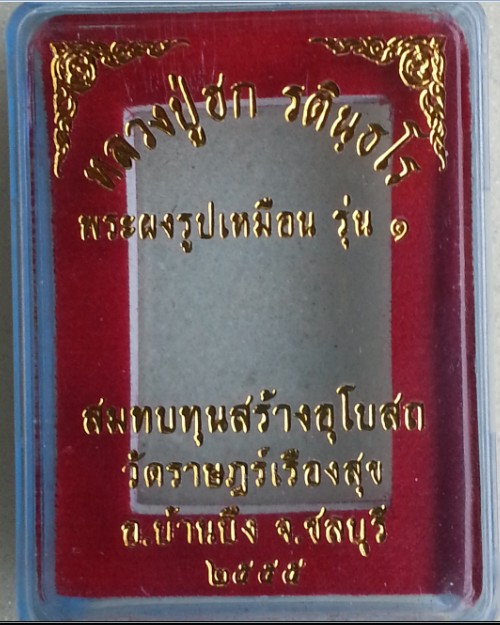 หลวงปู่ฮก รตินฺธโร
พระผงรูปเหมือน รุ่น ๑
สมทบทุนสร้างอุโบสถ
วัดราษฎร์เรืองสุข
อ.บ้านบึง จ.ชลบุรี
๒๕๕๕